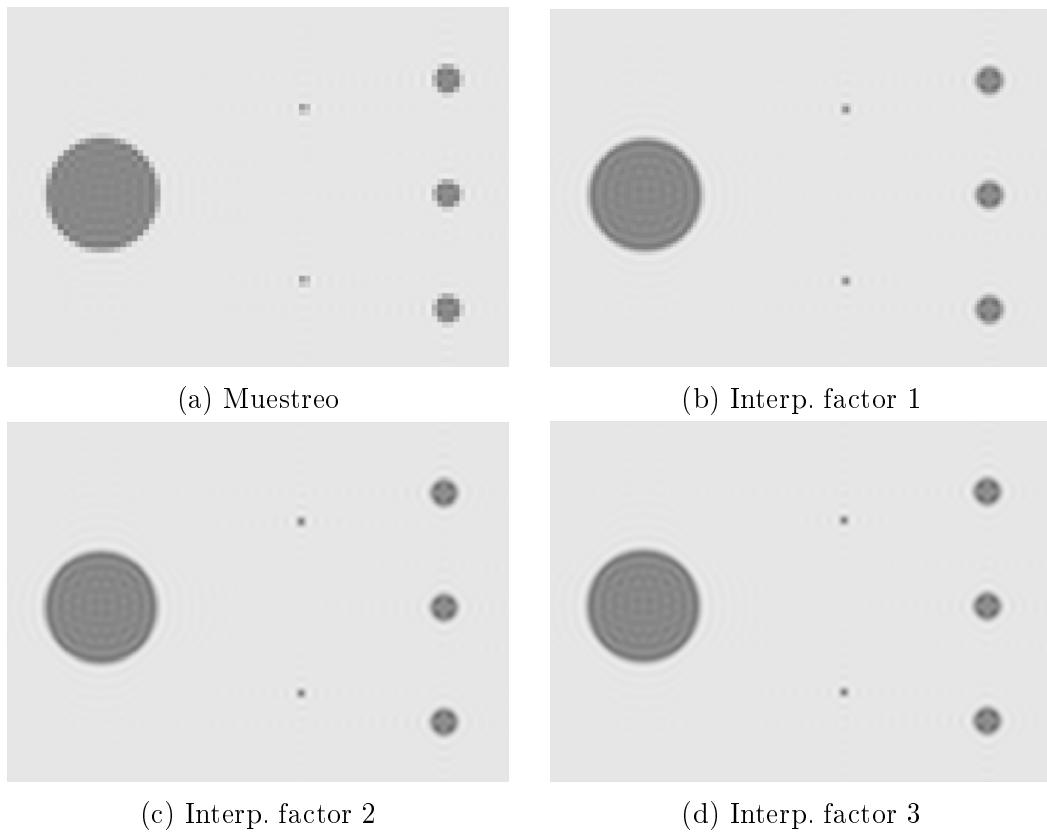 (a) Muestreo
(b) Interp. factor 1
(c) Interp. factor 2
(d) Interp. factor 3